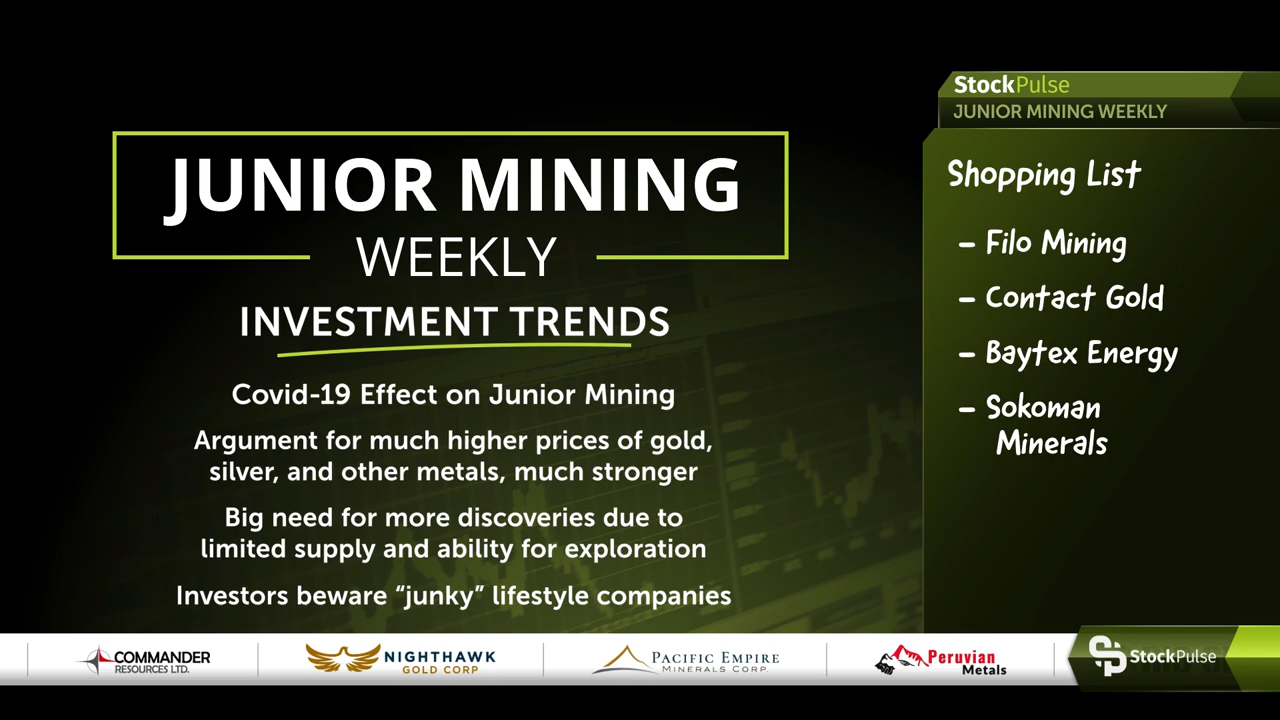 JUNIOR MINING
WEEKLY
INVESTMENT TRENDS
Covid-19 Effect on Junior Mining
Argument for much higher prices of gold,
silver, and other metals, much stronger
Big need for more discoveries due to
limited supply and ability for exploration
Investors beware “junky” lifestyle companies
StockPulse
JUNIOR MINING WEEKLY
Shopping List
– Filo Mining
– Contact Gold
– Baytex Energy
– Sokoman
Minerals
COMMANDER
RESOURCES LTD.
NIGHTHAWK
GOLD CORP
PACIFIC EMPIRE
MINERALS CORP.
Peruvian
Metals
StockPulse